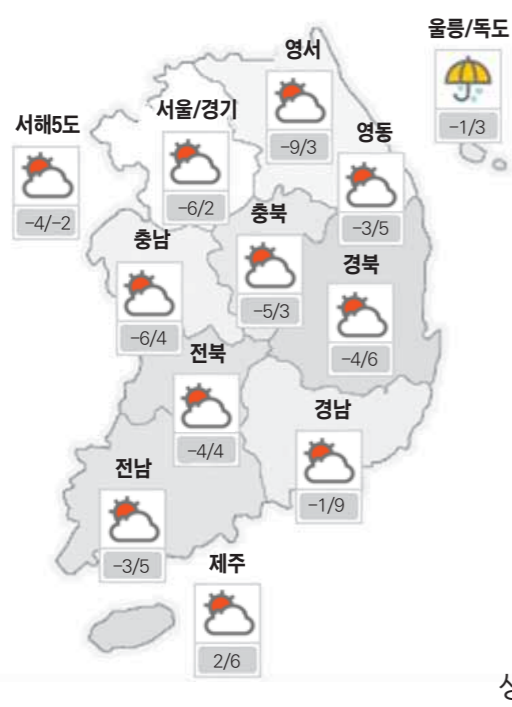 울릉/독도
-1/3
영서
-9/3
서울/경기
-6/2
서해5도
-4/-2
영동
-3/5
충북
-5/3
충남
-6/4
경북
-4/6
전북
-4/4
경남
-1/9
전남
-3/5
제주
2/6